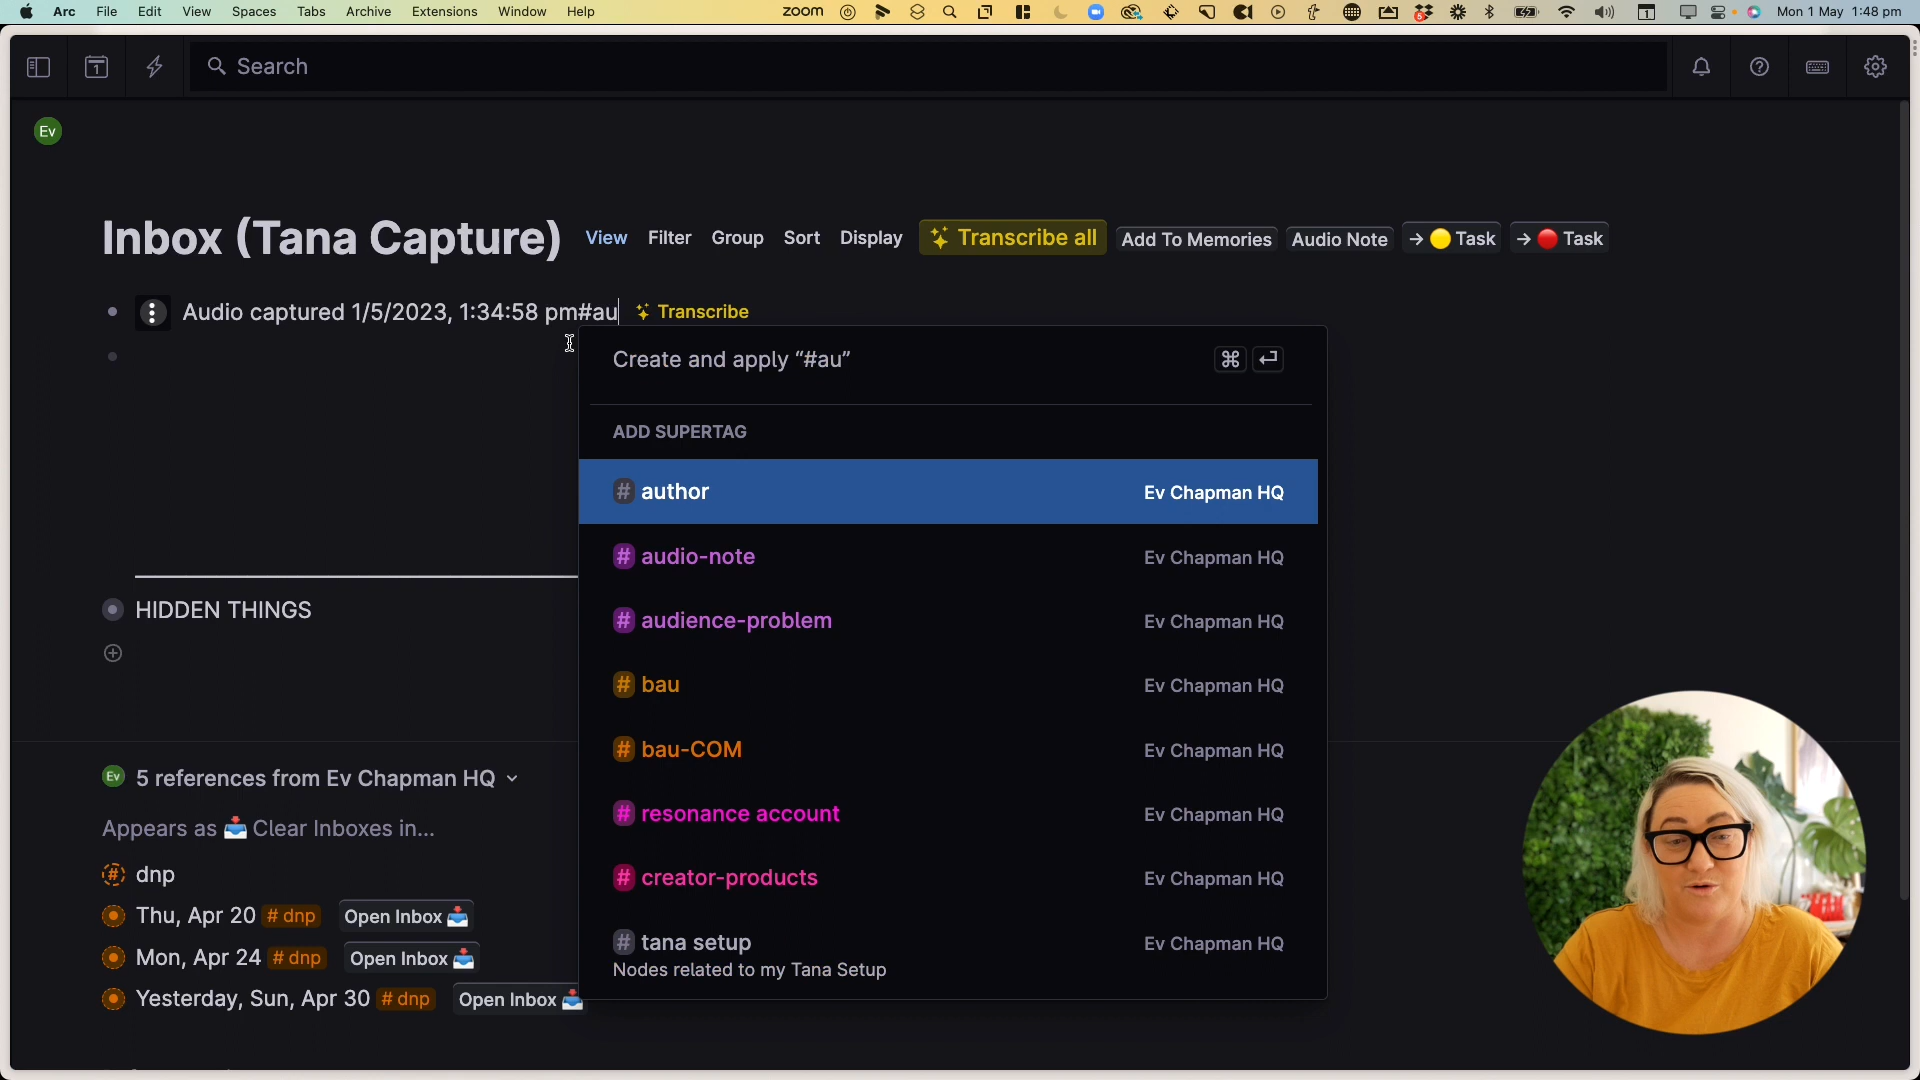 Arc File Edit View Spaces Tabs Archive Extensions Window Help zoom Mon 1 May 1:48 pm
Search
Ev
Inbox (Tana Capture) View Filter Group Sort Display Transcribe all Add To Memories Audio Note → Task → Task
Audio captured 1/5/2023, 1:34:58 pm#au Transcribe
Create and apply “#au” ⌘
ADD SUPERTAG
# author Ev Chapman HQ
# audio-note Ev Chapman HQ
# audience-problem Ev Chapman HQ
# bau Ev Chapman HQ
# bau-COM Ev Chapman HQ
# resonance account Ev Chapman HQ
# creator-products Ev Chapman HQ
# tana setup Ev Chapman HQ
Nodes related to my Tana Setup
HIDDEN THINGS
Ev 5 references from Ev Chapman HQ
Appears as Clear Inboxes in...
# dnp
Thu, Apr 20 # dnp Open Inbox
Mon, Apr 24 # dnp Open Inbox
Yesterday, Sun, Apr 30 # dnp Open Inbox